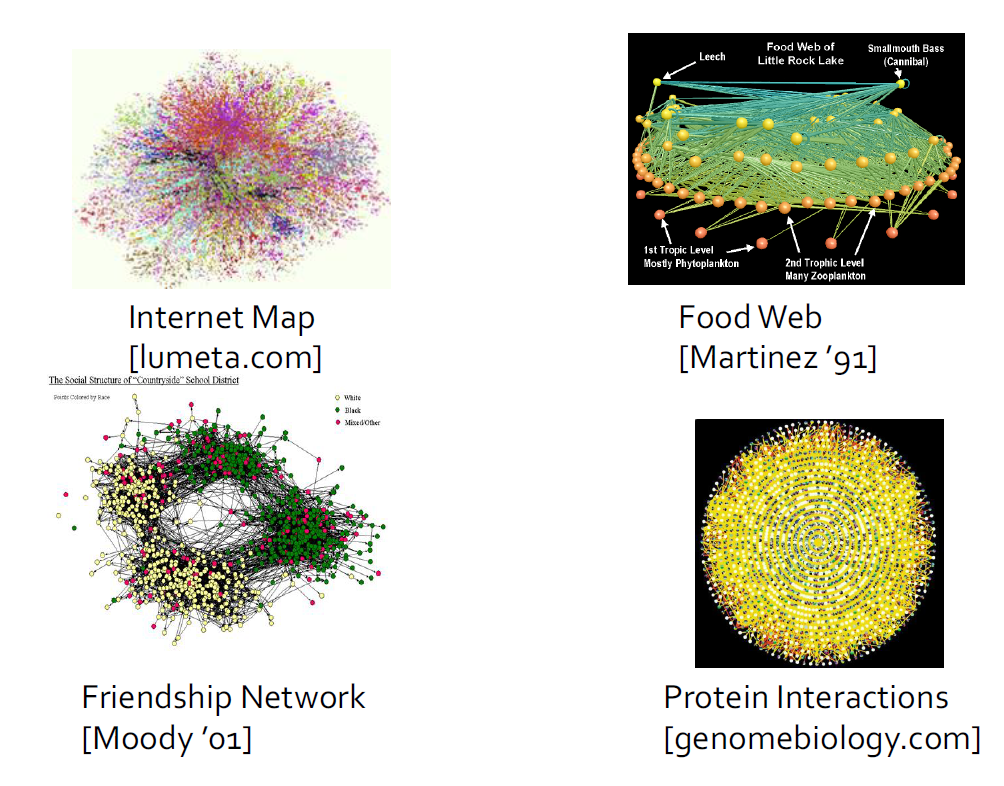 Internet Map
[lumeta.com]
Food Web of
Little Rock Lake
Leech
Smallmouth Bass
(Cannibal)
1st Tropic Level
Mostly Phytoplankton
2nd Trophic Level
Many Zooplankton
Food Web
[Martinez ’91]
The Social Structure of “Countryside” School District
Points Colored by Race
White
Black
Mixed/Other
Friendship Network
[Moody ’01]
Protein Interactions
[genomebiology.com]